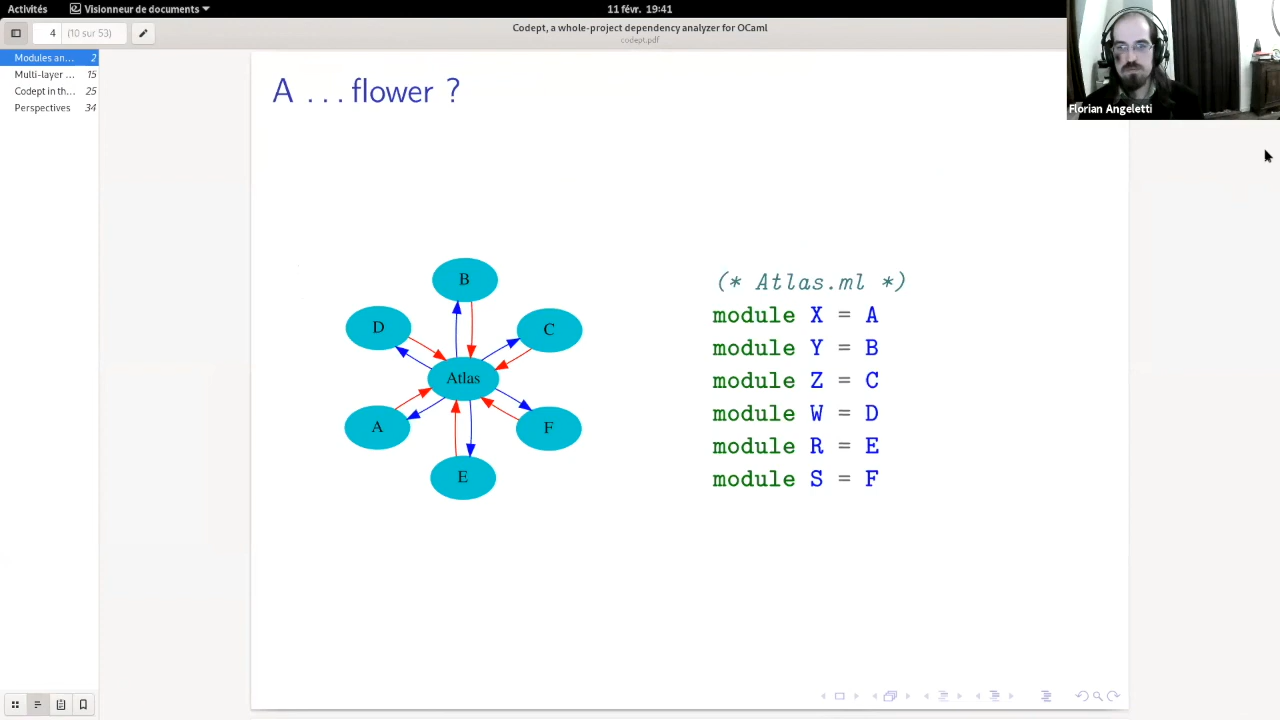 Activités
Visionneur de documents
11 févr. 19:41
4 (10 sur 53)
Codept, a whole-project dependency analyzer for OCaml
codept.pdf
Modules an... 2
Multi-layer ... 15
Codept in th... 25
Perspectives 34
Florian Angeletti
A ... flower ?
B
D
C
Atlas
A
F
E
(* Atlas.ml *)
module X = A
module Y = B
module Z = C
module W = D
module R = E
module S = F